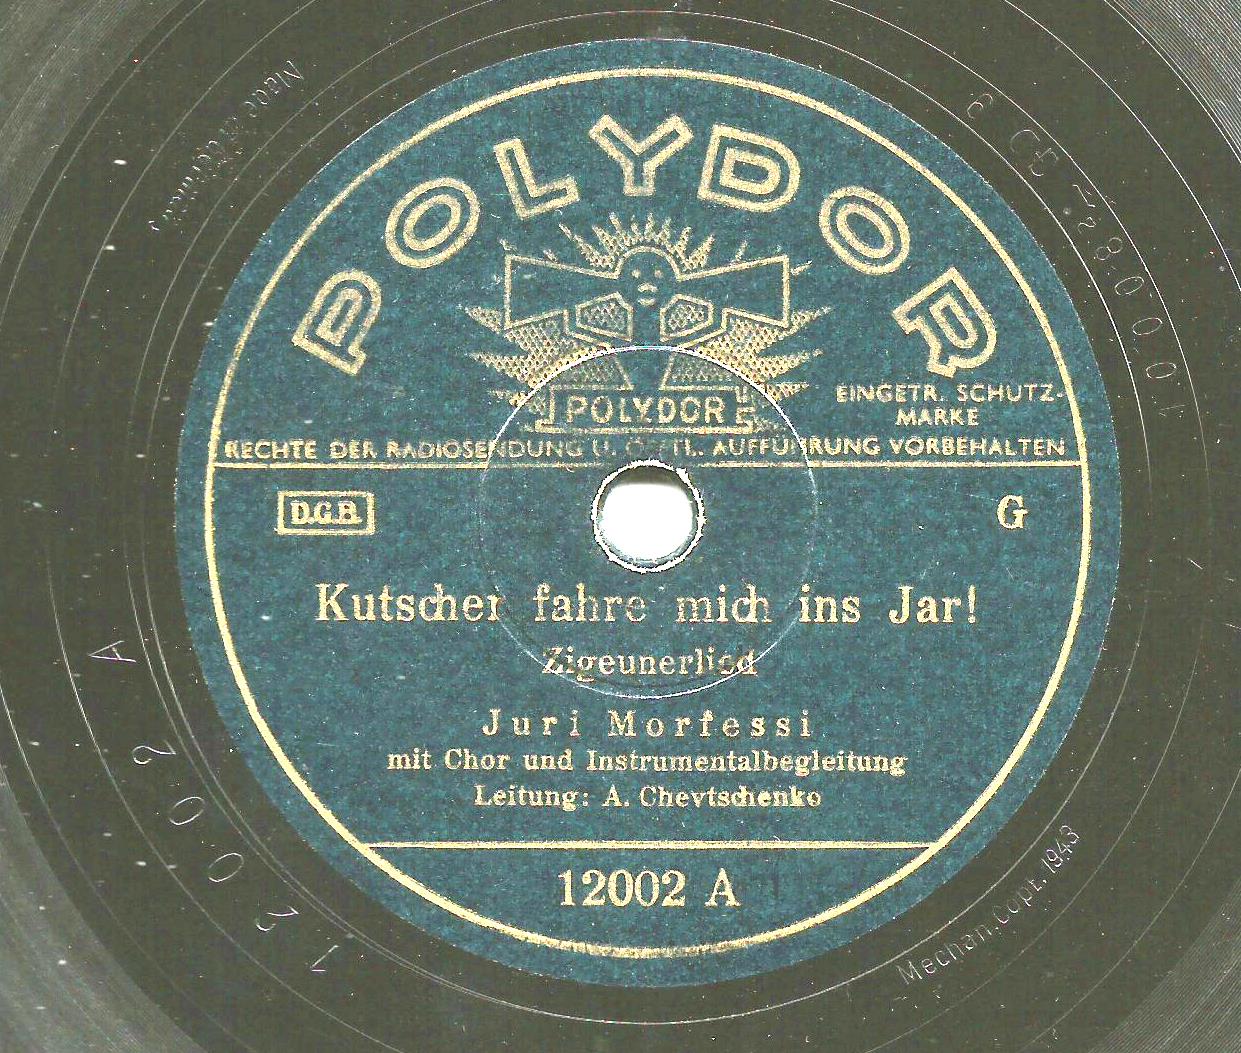 POLYDOR
POLYDOR
EINGETR. SCHUTZ-
MARKE
RECHTE DER RADIOSENDUNG U. ÖFFTL. AUFFÜHRUNG VORBEHALTEN
D.G.B.
G
Kutscher fahre mich ins Jar!
Zigeunerlied
Juri Morfessi
mit Chor und Instrumentalbegleitung
Leitung: A. Chevtschenko
12002 A
12002 A
Mechan. Copr. 1943